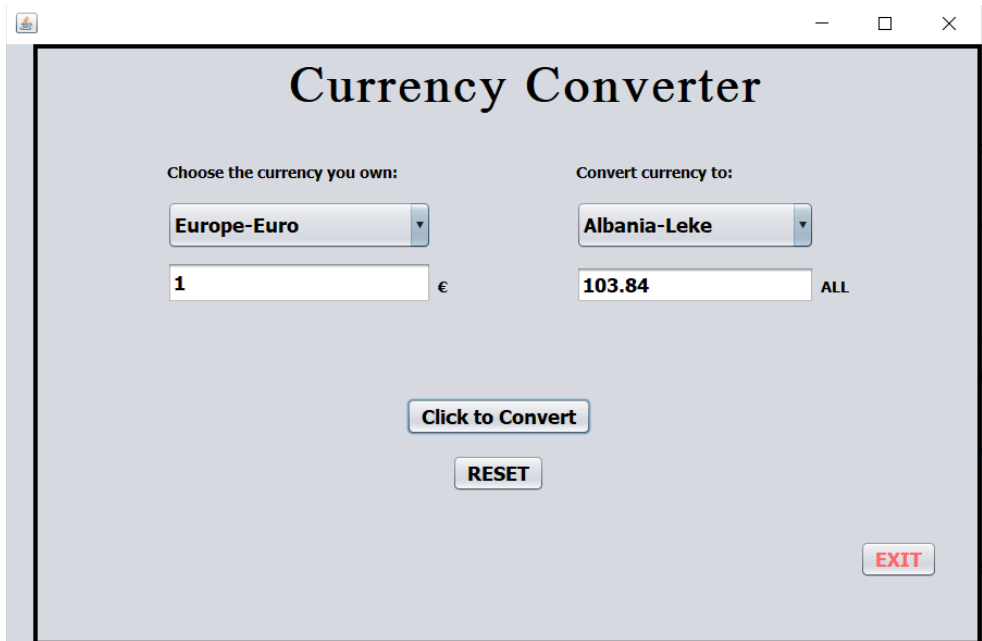 Currency Converter
Choose the currency you own:
Convert currency to:
Europe-Euro
Albania-Leke
1 €
103.84 ALL
Click to Convert
RESET
EXIT